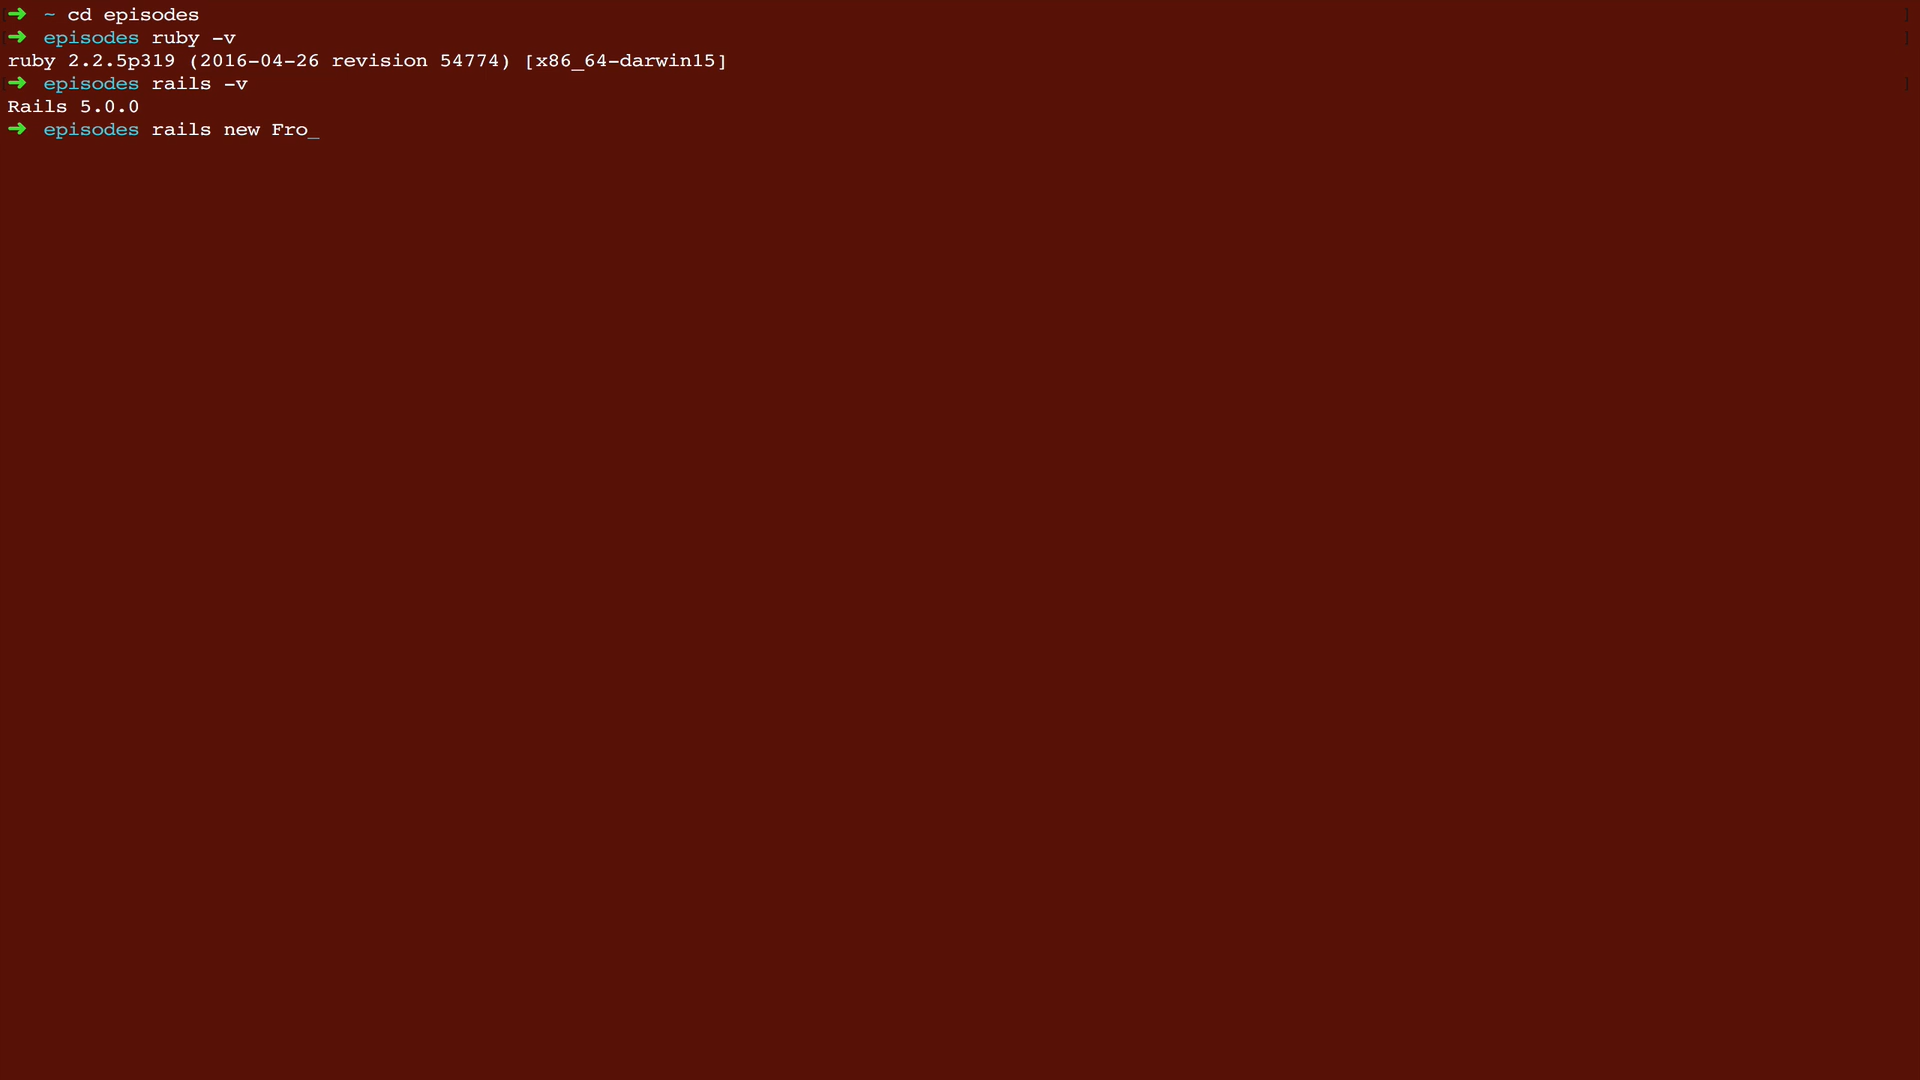 ➜ ~ cd episodes
➜ episodes ruby -v
ruby 2.2.5p319 (2016-04-26 revision 54774) [x86_64-darwin15]
➜ episodes rails -v
Rails 5.0.0
➜ episodes rails new Fro_